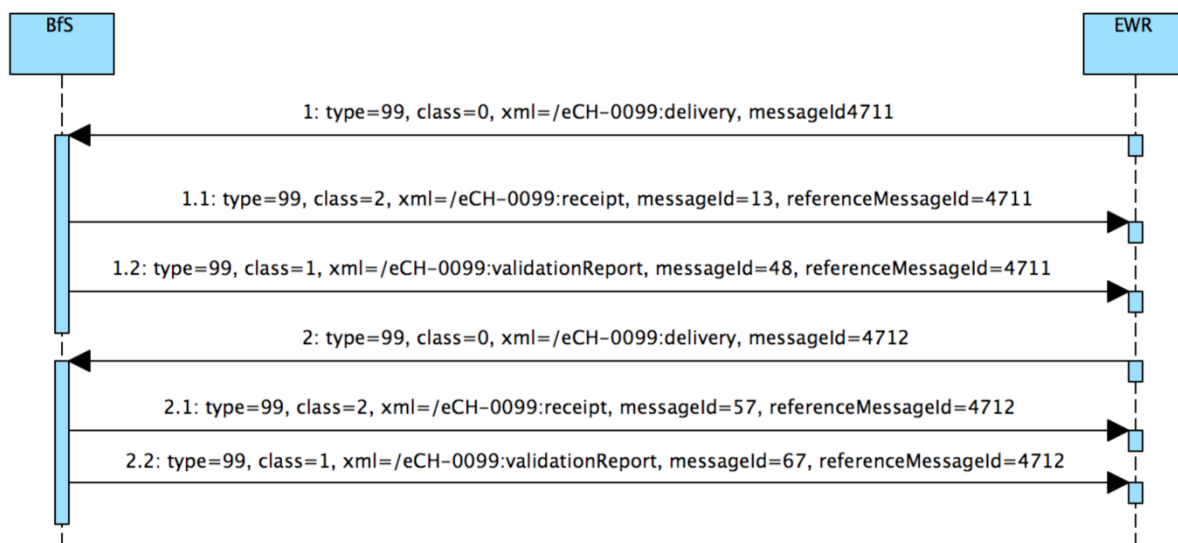 BfS
EWR
1: type=99, class=0, xml=/eCH-0099:delivery, messageId4711
1.1: type=99, class=2, xml=/eCH-0099:receipt, messageId=13, referenceMessageId=4711
1.2: type=99, class=1, xml=/eCH-0099:validationReport, messageId=48, referenceMessageId=4711
2: type=99, class=0, xml=/eCH-0099:delivery, messageId=4712
2.1: type=99, class=2, xml=/eCH-0099:receipt, messageId=57, referenceMessageId=4712
2.2: type=99, class=1, xml=/eCH-0099:validationReport, messageId=67, referenceMessageId=4712